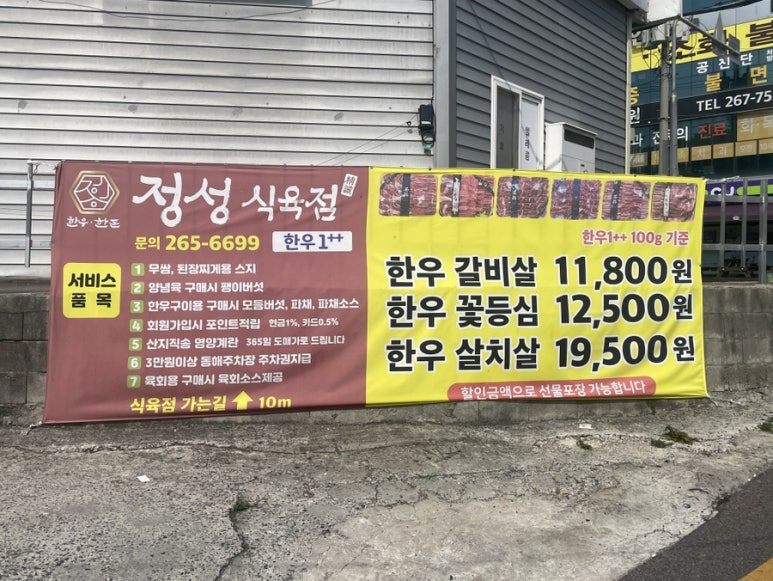 한우·한돈
정성 식육점
문의 265-6699 한우 1++
서비스
품목
1 무쌈, 된장찌게용 스지
2 양념육 구매시 팽이버섯
3 한우구이용 구매시 모듬버섯, 파채, 파채소스
4 회원가입시 포인트적립 현금1%, 카드0.5%
5 산지직송 영양계란 365일 도매가로 드립니다
6 3만원이상 동해주차장 주차권지급
7 육회용 구매시 육회소스제공
식육점 가는길 10m
한우1++ 100g 기준
한우 갈비살 11,800원
한우 꽃등심 12,500원
한우 살치살 19,500원
할인금액으로 선물포장 가능합니다
공진단
불면
TEL 267-75
진료